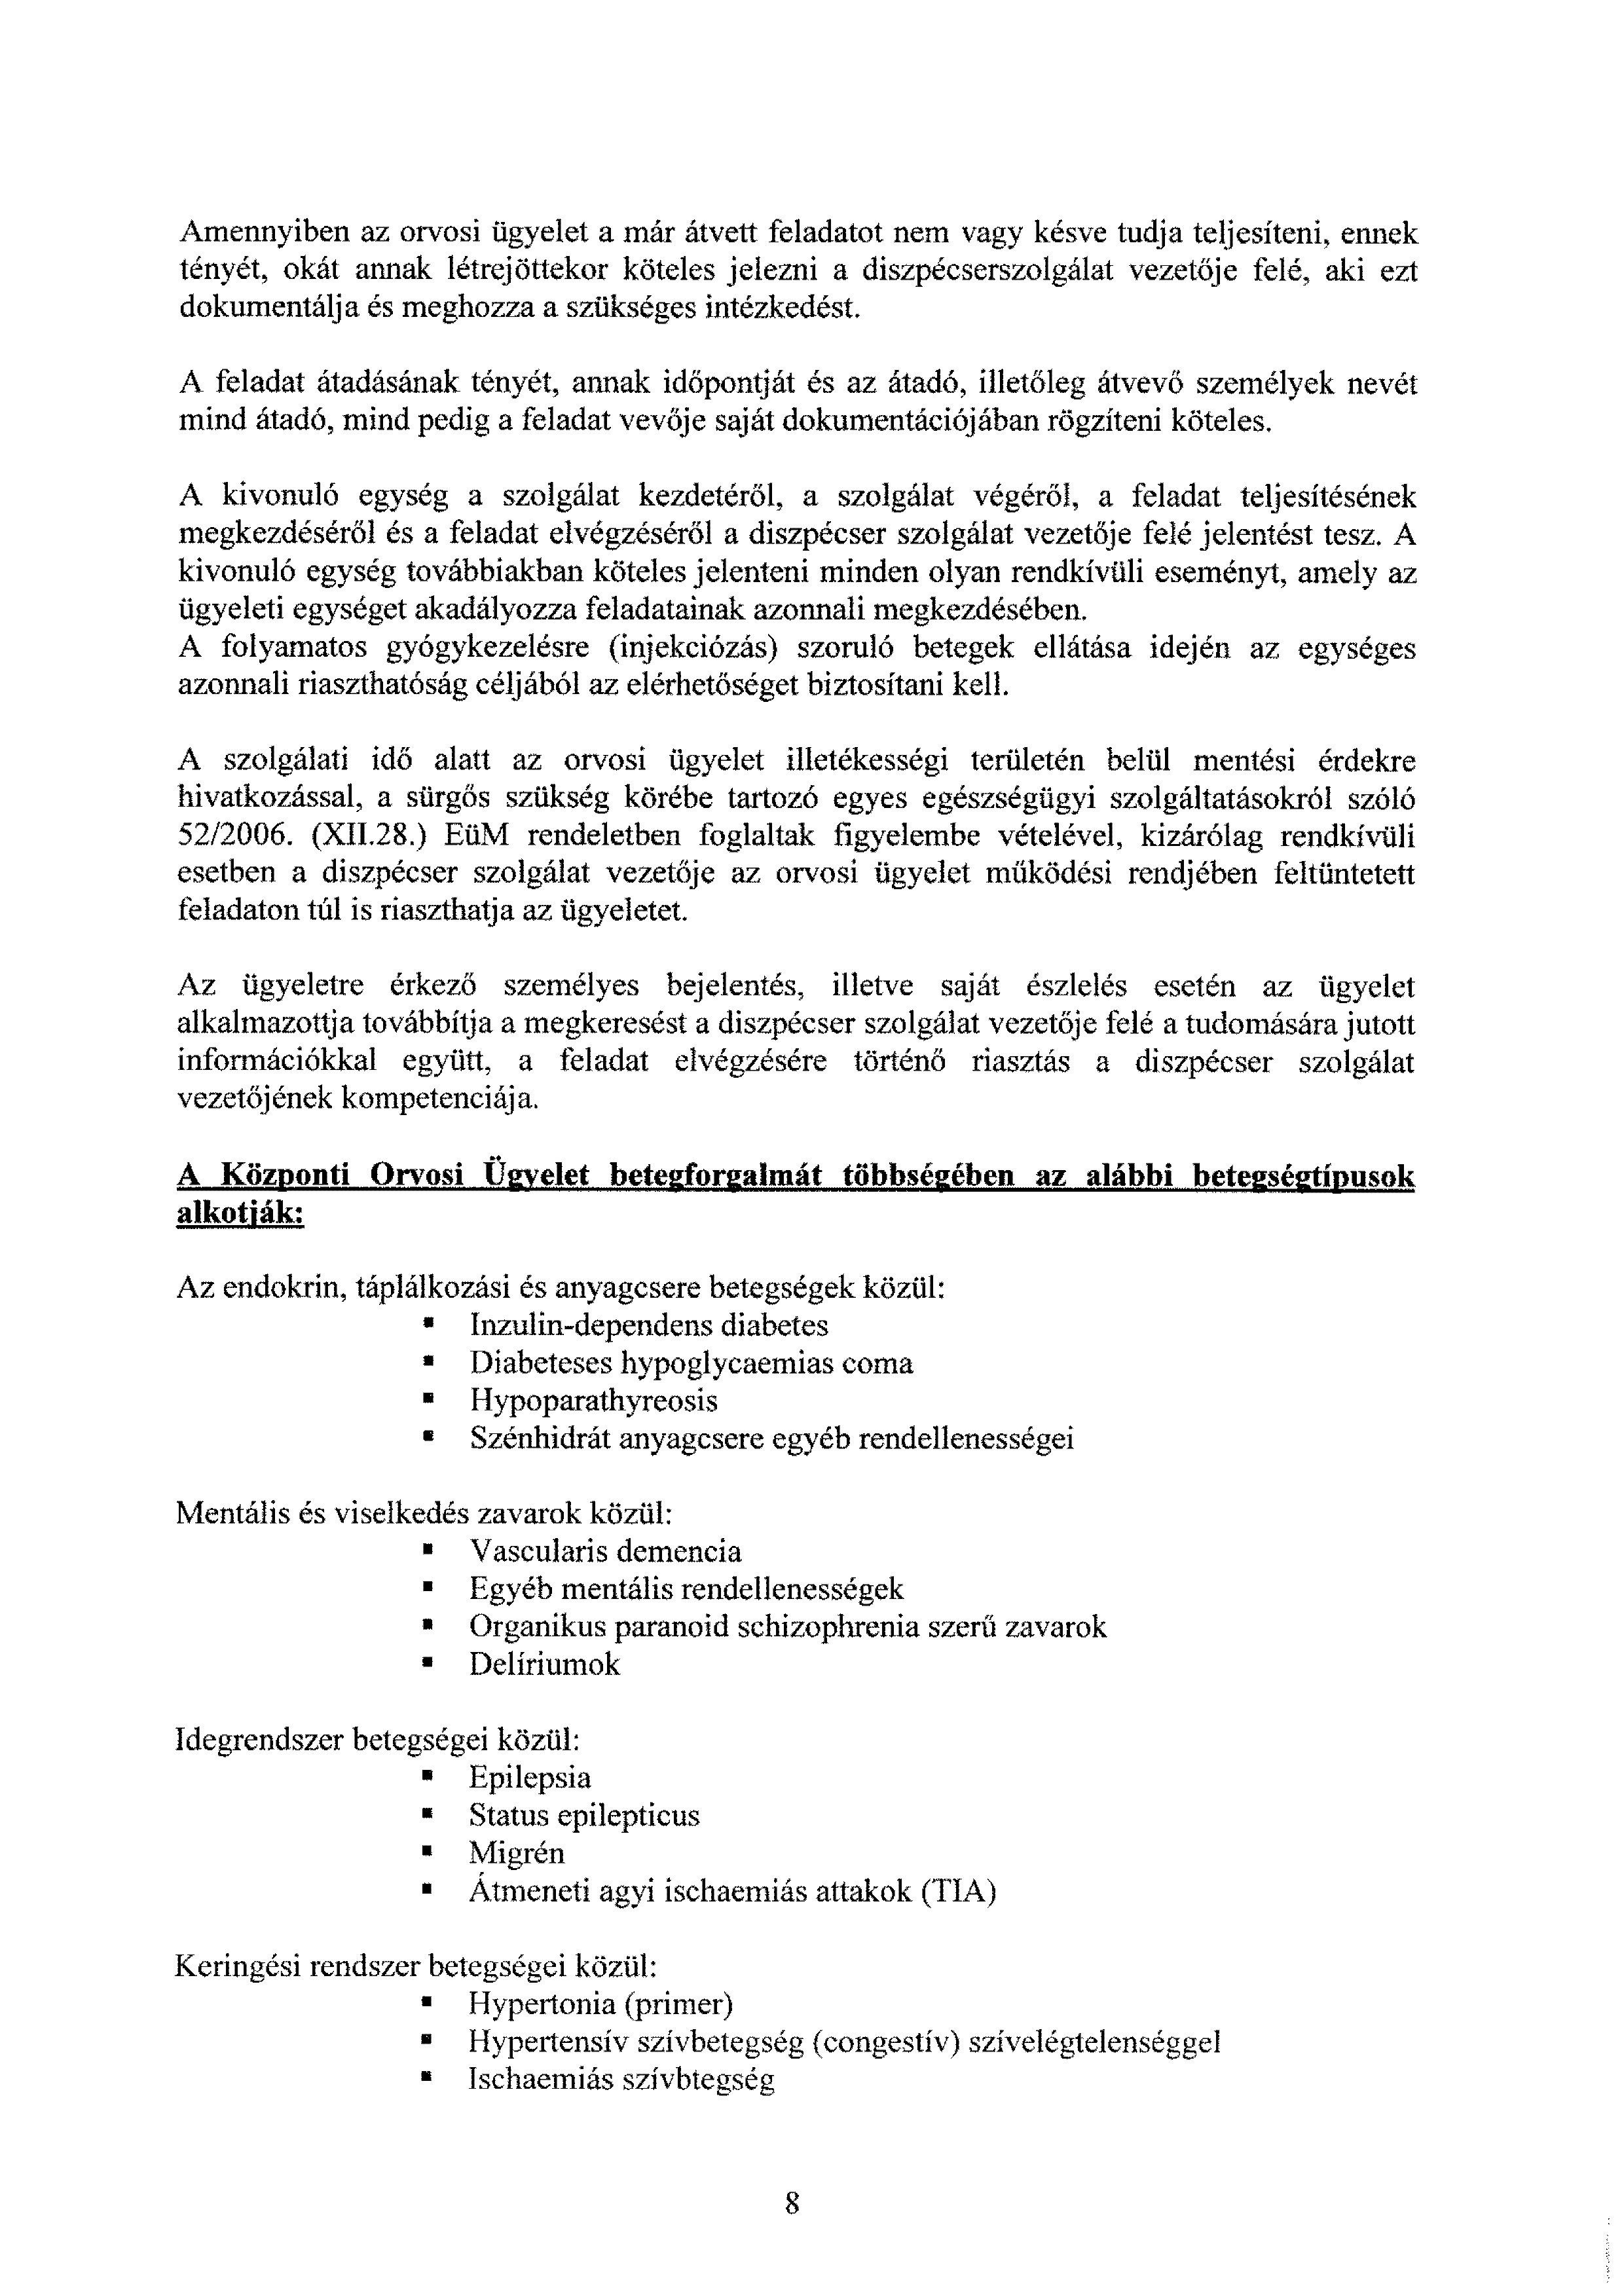 Amennyiben az orvosi ügyelet a már átvett feladatot nem vagy késve tudja teljesíteni, ennek
tényét, okát annak létrejöttekor köteles jelezni a diszpécserszolgálat vezetője felé, aki ezt
dokumentálja és meghozza a szükséges intézkedést.
A feladat átadásának tényét, annak időpontját és az átadó, illetőleg átvevő személyek nevét
mind átadó, mind pedig a feladat vevője saját dokumentációjában rögzíteni köteles.
A kivonuló egység a szolgálat kezdetéről, a szolgálat végéről, a feladat teljesítésének
megkezdéséről és a feladat elvégzéséről a diszpécser szolgálat vezetője felé jelentést tesz. A
kivonuló egység továbbiakban köteles jelenteni minden olyan rendkívüli eseményt, amely az
ügyeleti egységet akadályozza feladatainak azonnali megkezdésében.
A folyamatos gyógykezelésre (injekciózás) szoruló betegek ellátása idején az egységes
azonnali riaszthatóság céljából az elérhetőséget biztosítani kell.
A szolgálati idő alatt az orvosi ügyelet illetékességi területén belül mentési érdekre
hivatkozással, a sürgős szükség körébe tartozó egyes egészségügyi szolgáltatásokról szóló
52/2006. (XII.28.) EüM rendeletben foglaltak figyelembe vételével, kizárólag rendkívüli
esetben a diszpécser szolgálat vezetője az orvosi ügyelet működési rendjében feltüntetett
feladaton túl is riaszthatja az ügyeletet.
Az ügyeletre érkező személyes bejelentés, illetve saját észlelés esetén az ügyelet
alkalmazottja továbbítja a megkeresést a diszpécser szolgálat vezetője felé a tudomására jutott
információkkal együtt, a feladat elvégzésére történő riasztás a diszpécser szolgálat
vezetőjének kompetenciája.
A Központi Orvosi Ügyelet betegforgalmát többségében az alábbi betegségtípusok
alkotják:
Az endokrin, táplálkozási és anyagcsere betegségek közül:
▪ Inzulin-dependens diabetes
▪ Diabeteses hypoglycaemias coma
▪ Hypoparathyreosis
▪ Szénhidrát anyagcsere egyéb rendellenességei
Mentális és viselkedés zavarok közül:
▪ Vascularis demencia
▪ Egyéb mentális rendellenességek
▪ Organikus paranoid schizophrenia szerű zavarok
▪ Delíriumok
Idegrendszer betegségei közül:
▪ Epilepsia
▪ Status epilepticus
▪ Migrén
▪ Átmeneti agyi ischaemiás attakok (TIA)
Keringési rendszer betegségei közül:
▪ Hypertonia (primer)
▪ Hypertensív szívbetegség (congestív) szívelégtelenséggel
▪ Ischaemiás szívbtegség
8